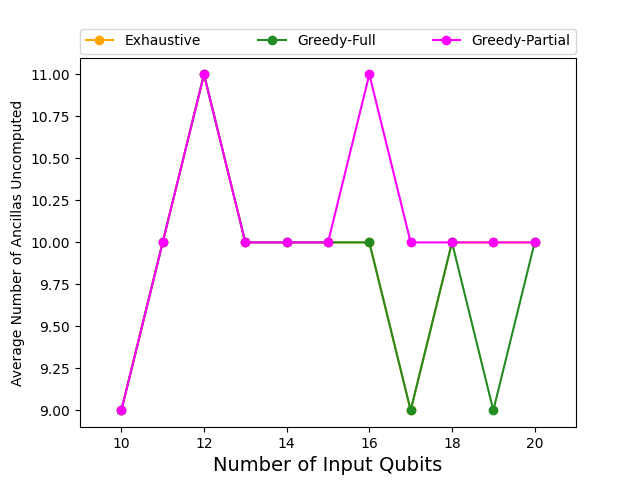 Exhaustive Greedy-Full Greedy-Partial
Average Number of Ancillas Uncomputed
11.00
10.75
10.50
10.25
10.00
9.75
9.50
9.25
9.00
10 12 14 16 18 20
Number of Input Qubits